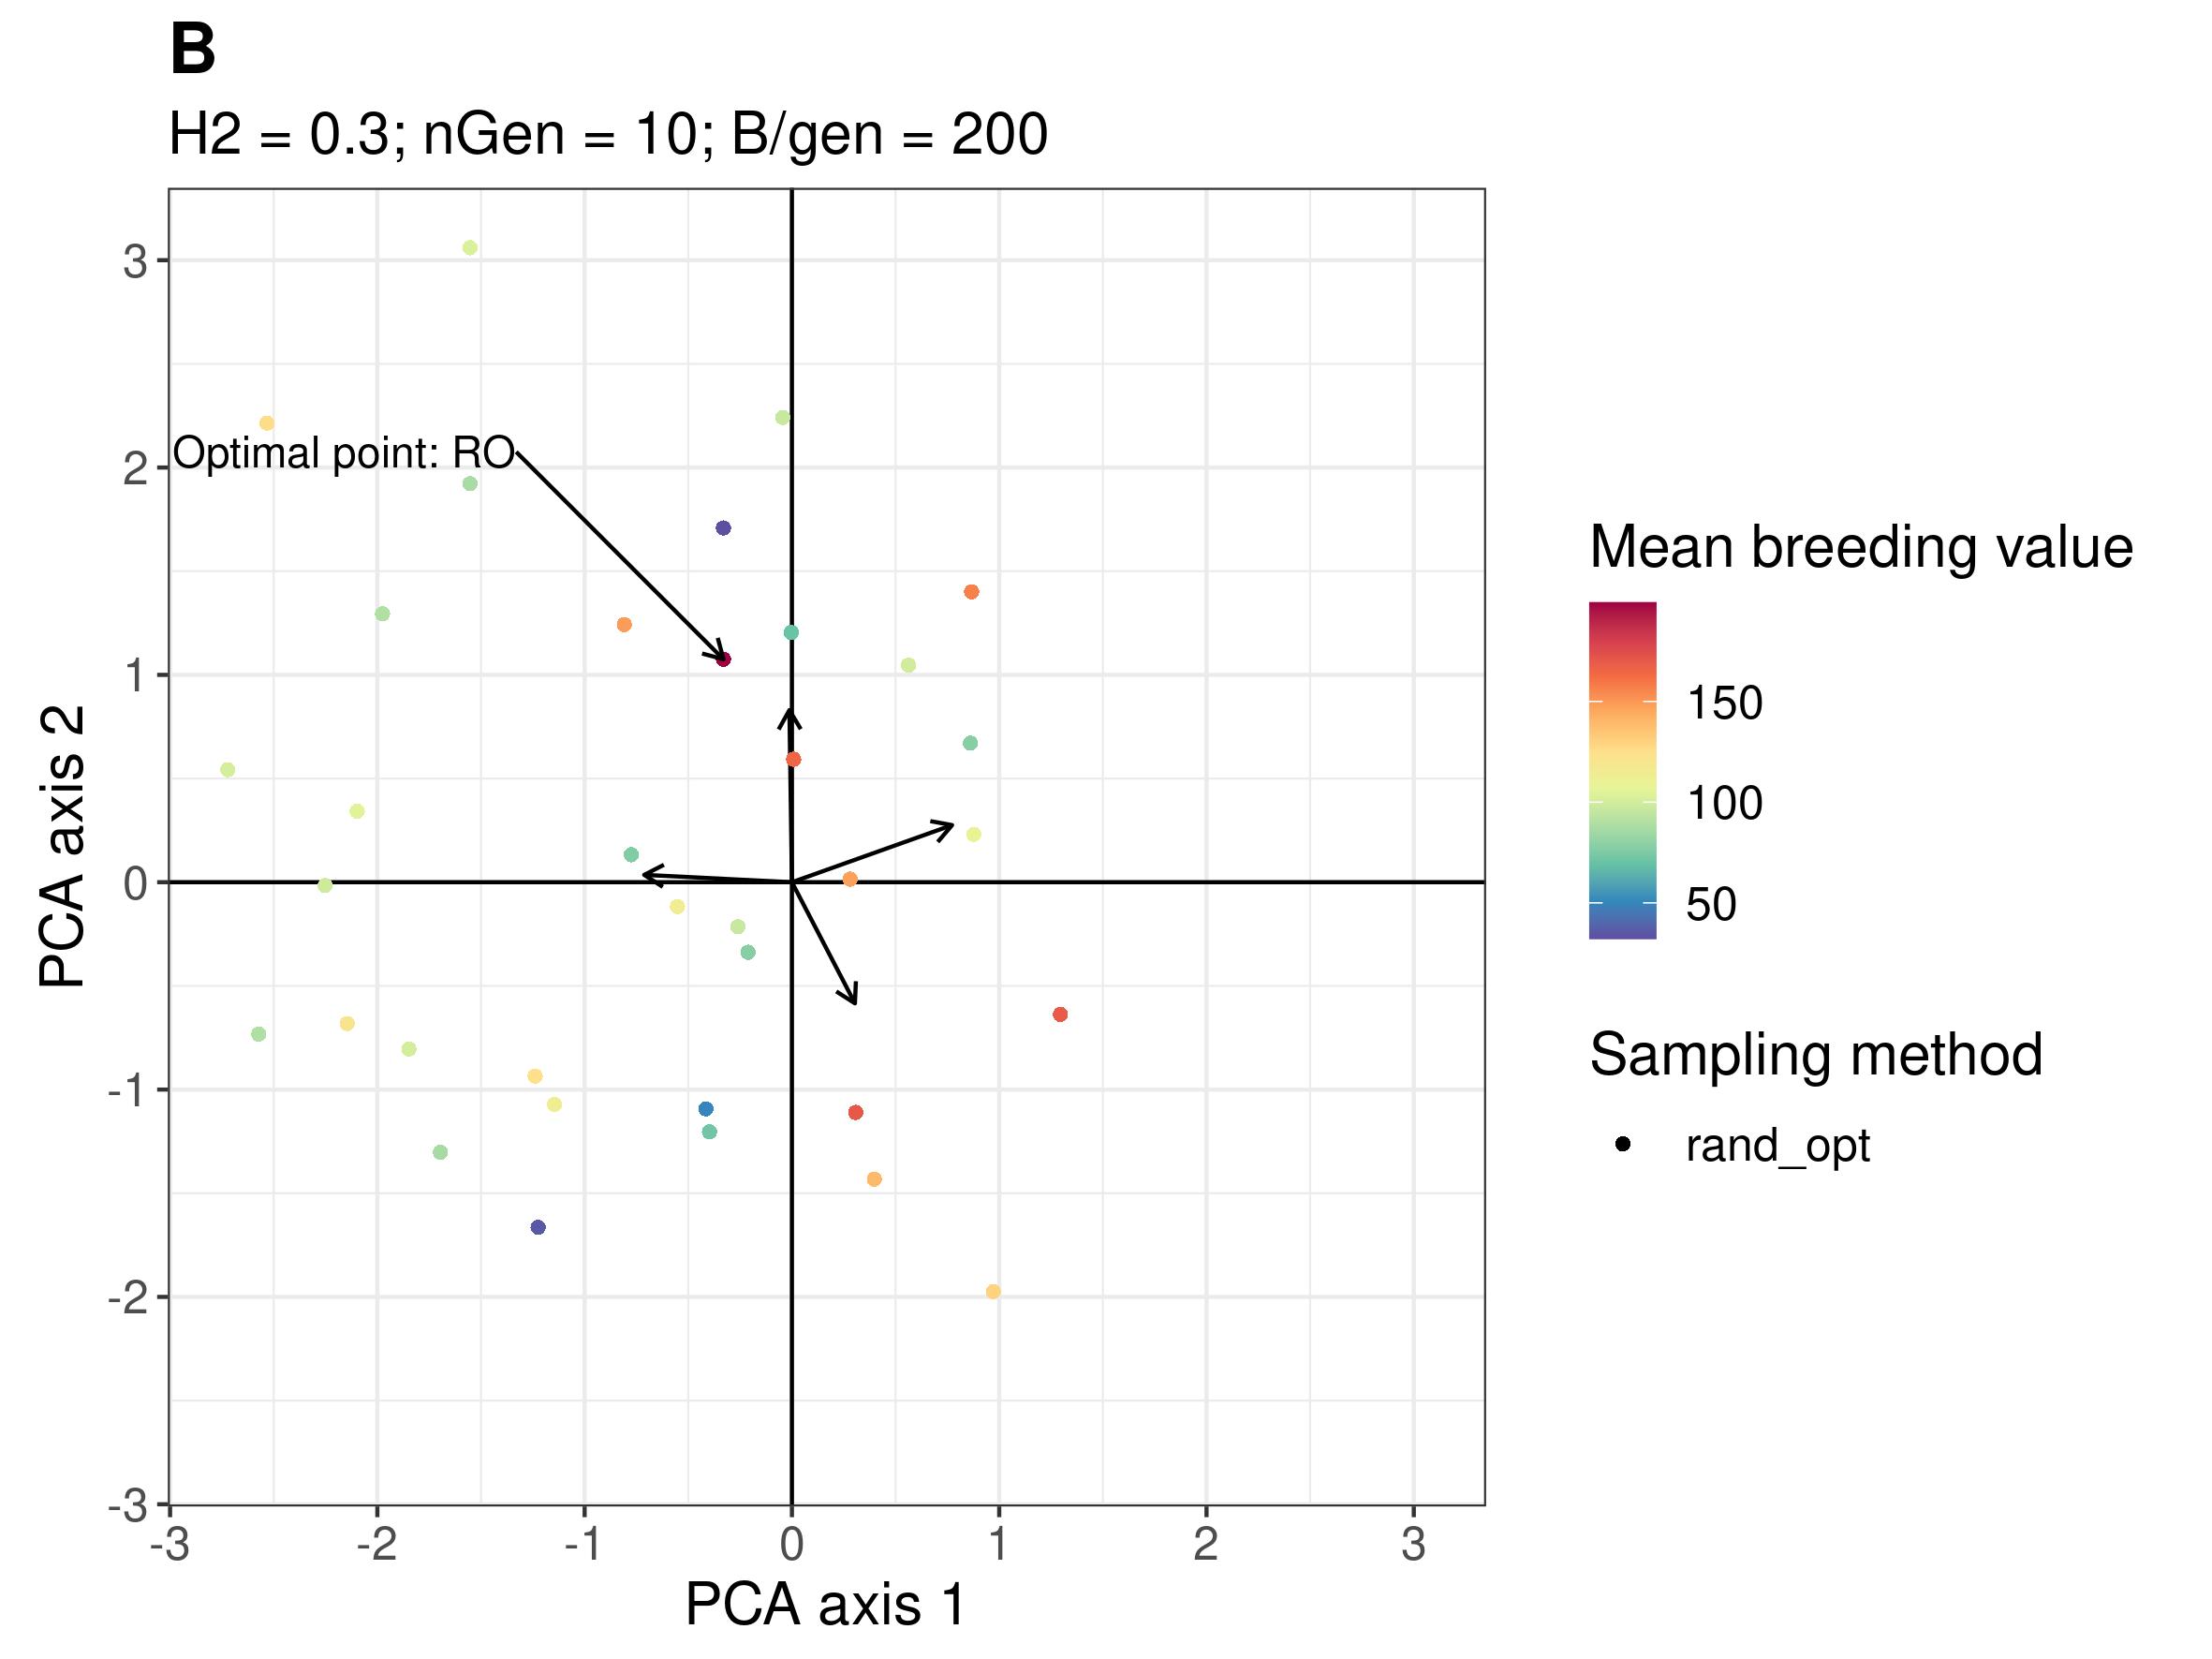 B
H2 = 0.3; nGen = 10; B/gen = 200
3
2
1
0
-1
-2
-3
PCA axis 2
Optimal point: RO
-3 -2 -1 0 1 2 3
PCA axis 1
Mean breeding value
150
100
50
Sampling method
rand_opt